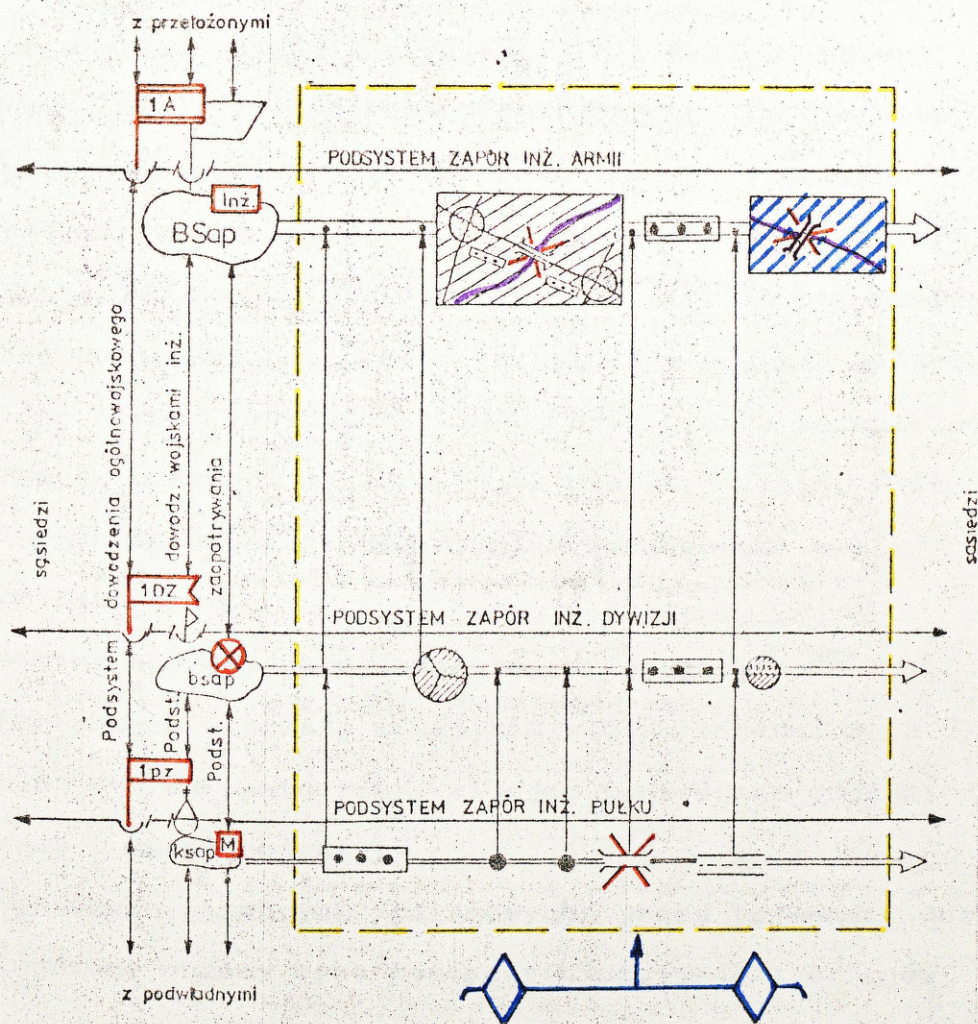 z przełożonymi
1A
PODSYSTEM ZAPÓR INŻ. ARMII
Inż.
BSap
Podsystem dowodzenia ogólnowojskowego
Podst. dowodz. wojskami inż.
Podst. zaopatrywania
sąsiedzi
sąsiedzi
1DZ
PODSYSTEM ZAPÓR INŻ. DYWIZJI
bsap
1pz
PODSYSTEM ZAPÓR INŻ. PUŁKU
M
ksap
z podwładnymi